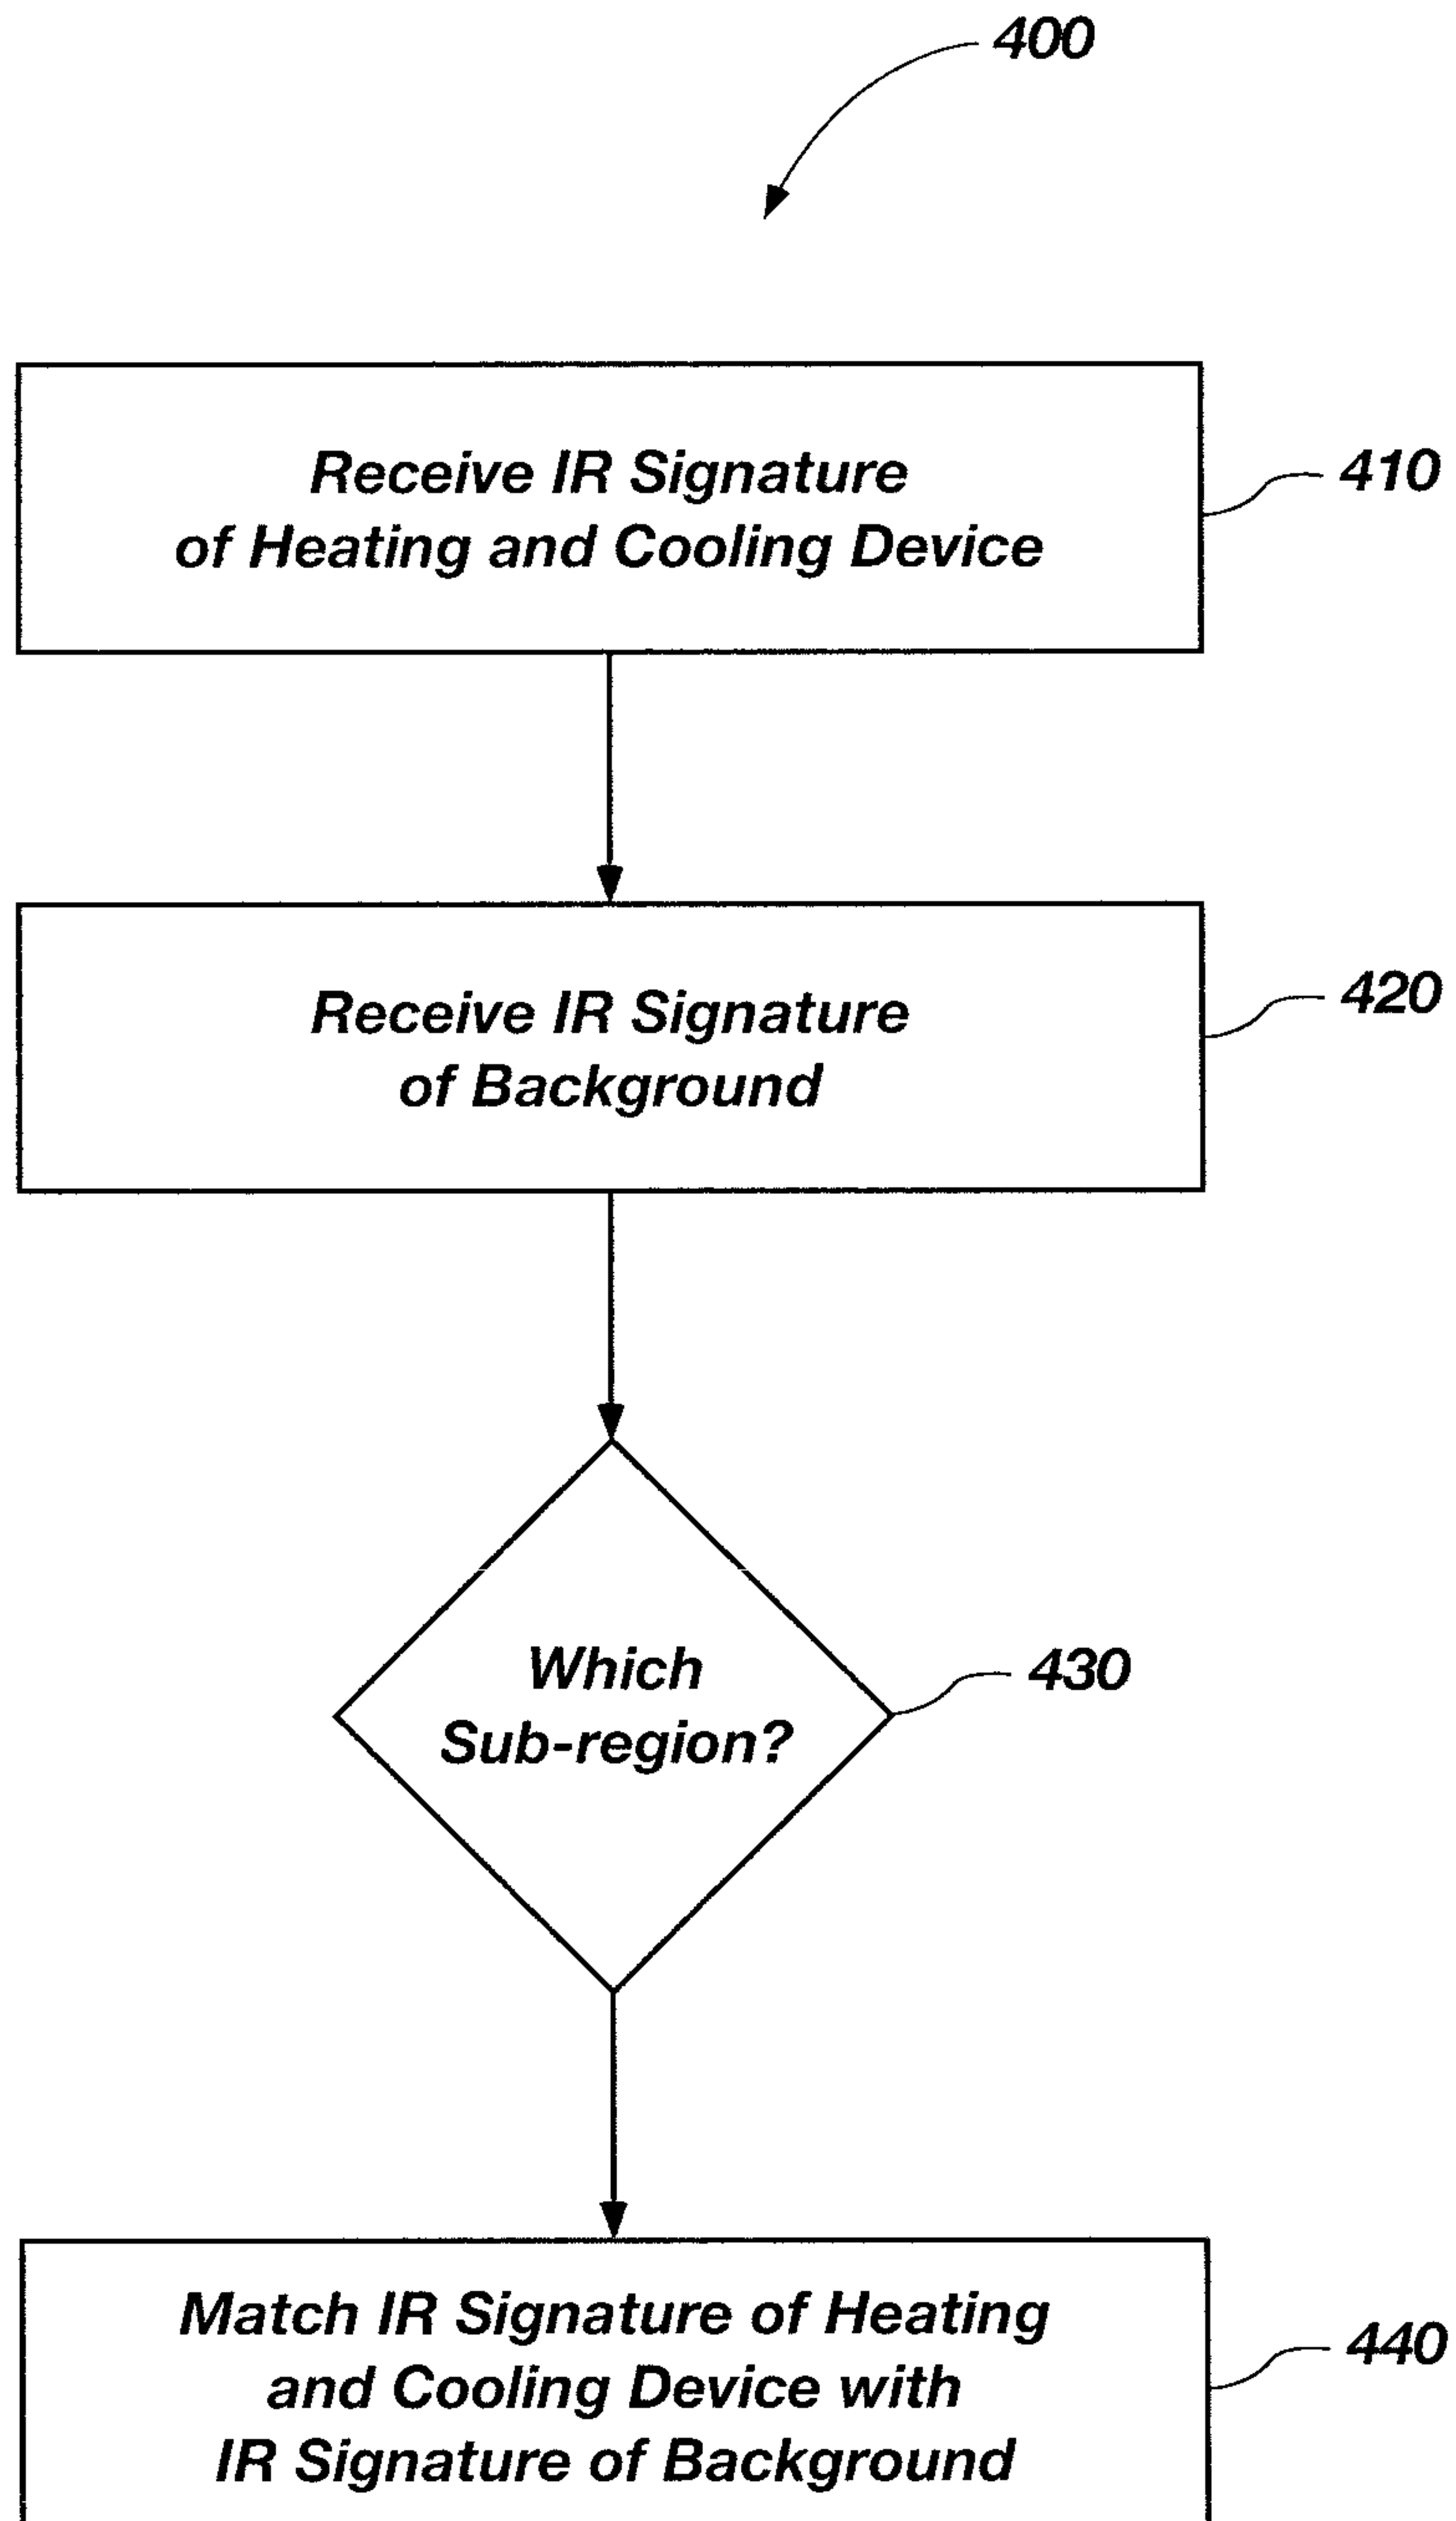 400
Receive IR Signature
of Heating and Cooling Device
410
Receive IR Signature
of Background
420
Which
Sub-region?
430
Match IR Signature of Heating
and Cooling Device with
IR Signature of Background
440